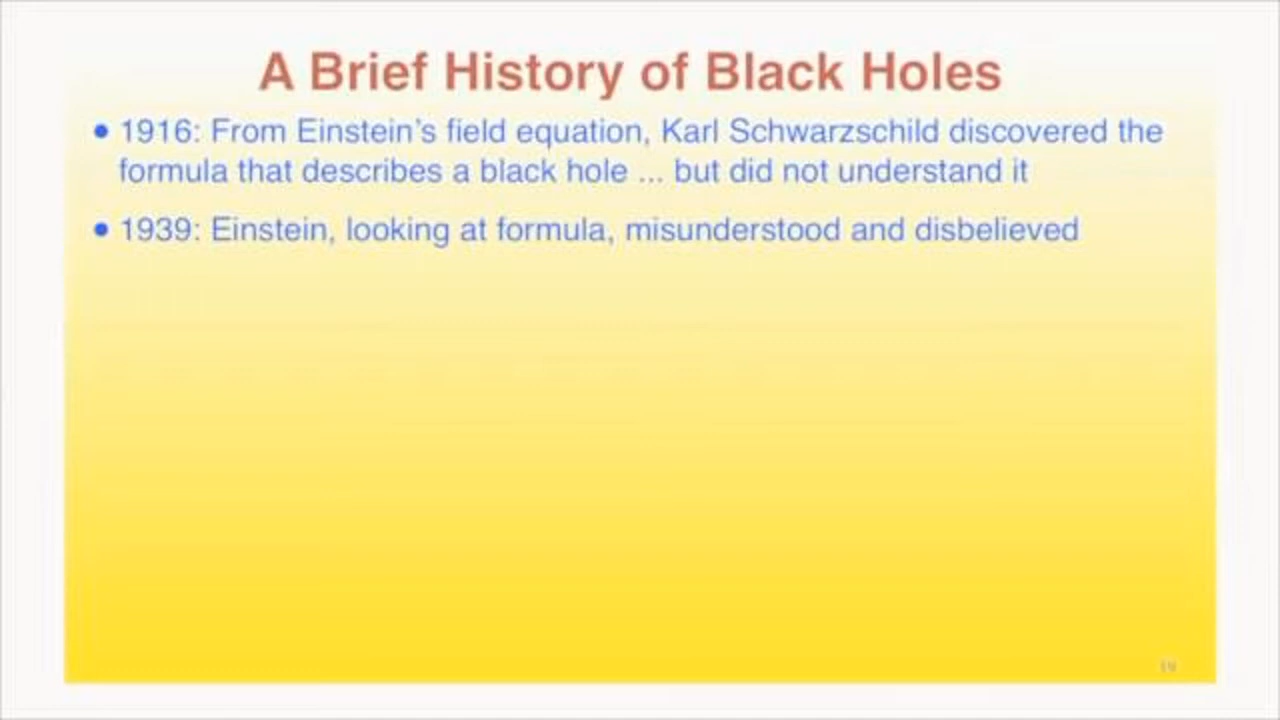 A Brief History of Black Holes
• 1916: From Einstein's field equation, Karl Schwarzschild discovered the
formula that describes a black hole ... but did not understand it
• 1939: Einstein, looking at formula, misunderstood and disbelieved